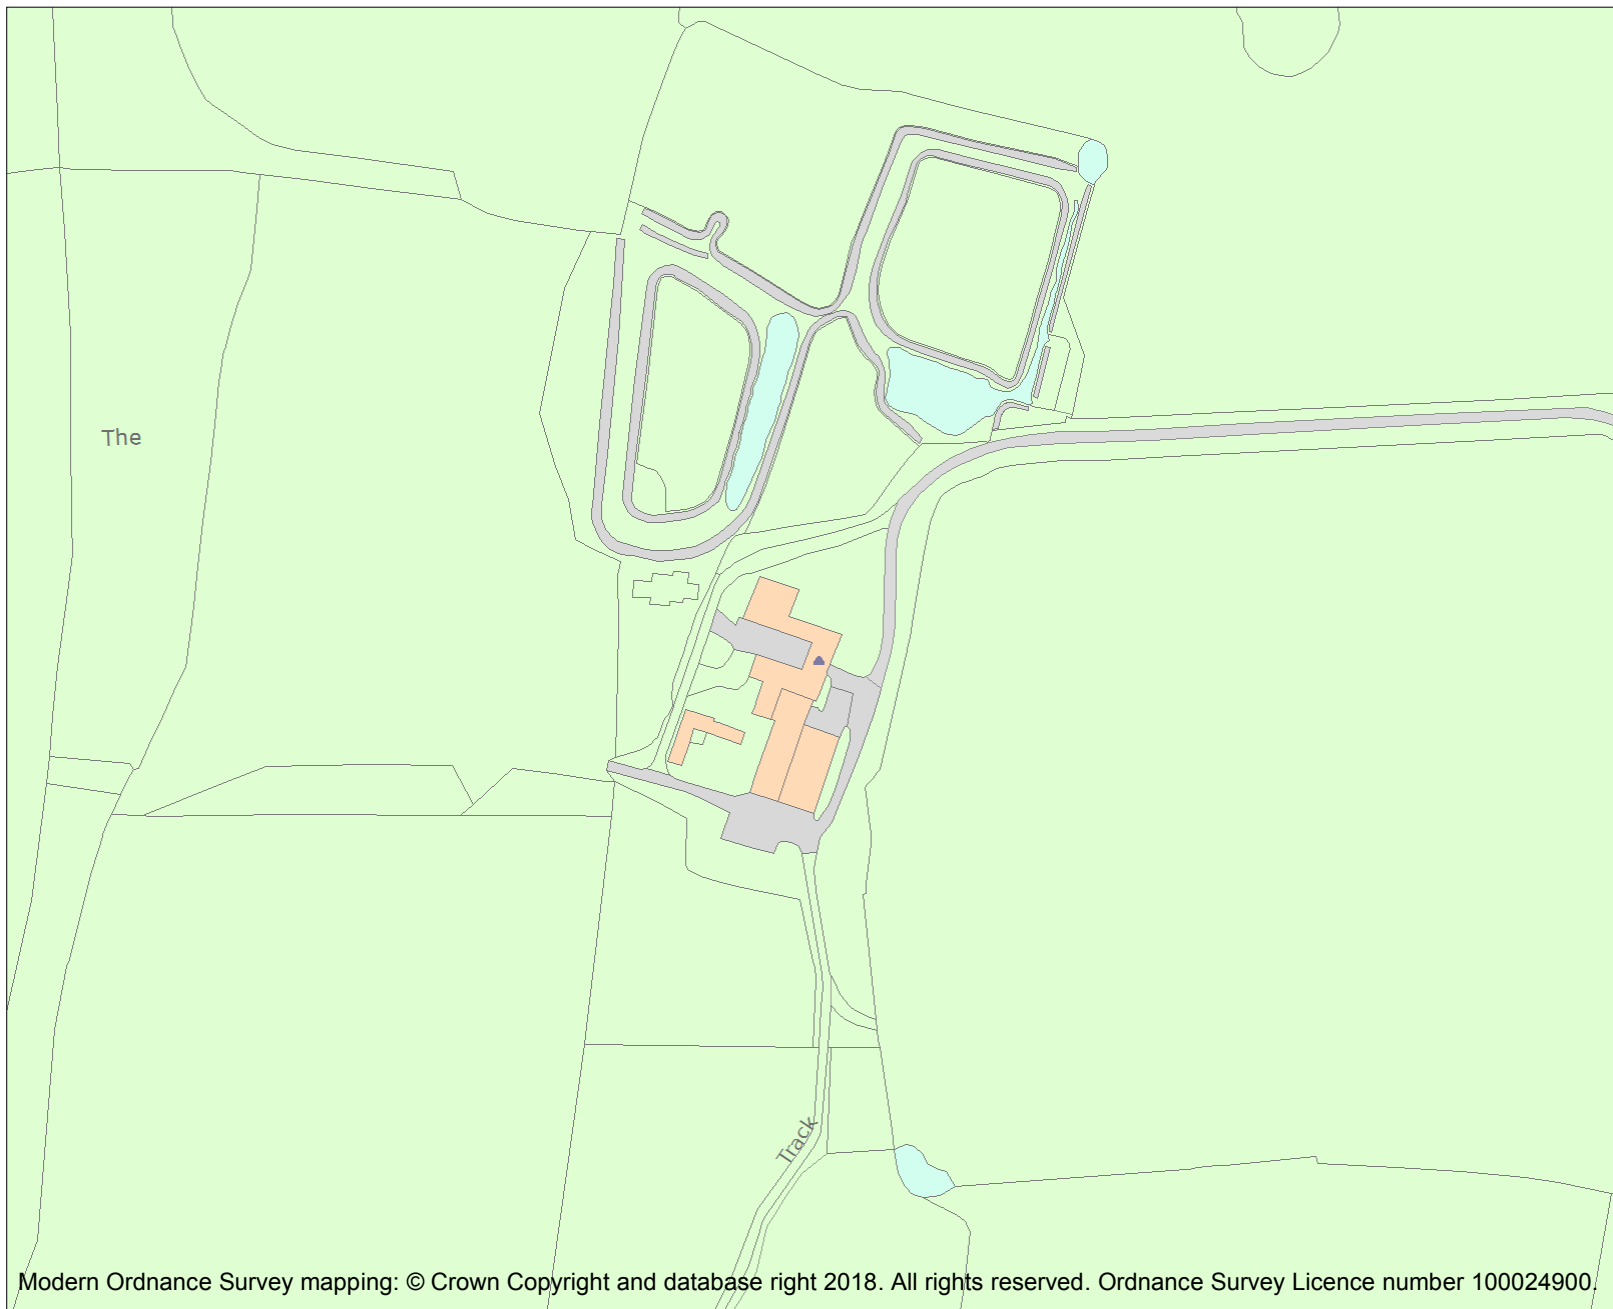 The
Track
Modern Ordnance Survey mapping: © Crown Copyright and database right 2018. All rights reserved. Ordnance Survey Licence number 100024900.